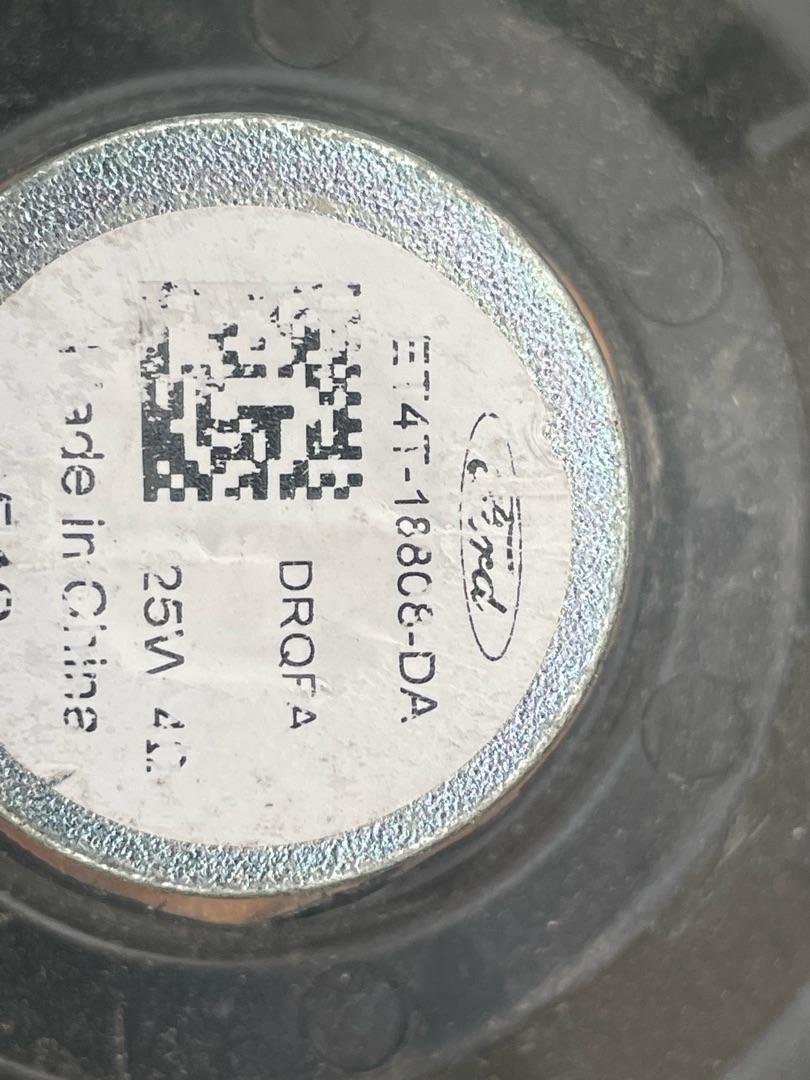 Ford
ET4T-18808-DA
DRQFA
25W 4Ω
Made in China